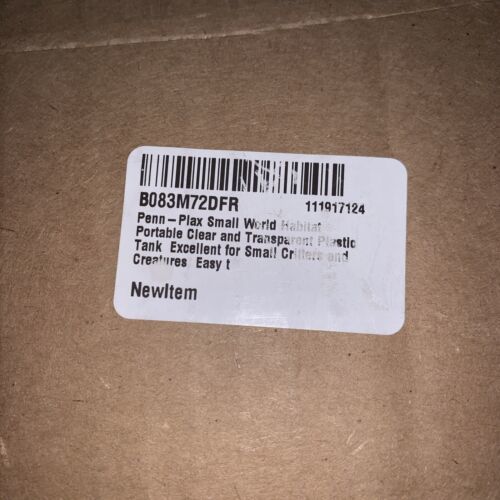 B083M72DFR 111917124
Penn-Plax Small World Habitat
Portable Clear and Transparent Plastic
Tank Excellent for Small Critters and
Creatures Easy t
NewItem